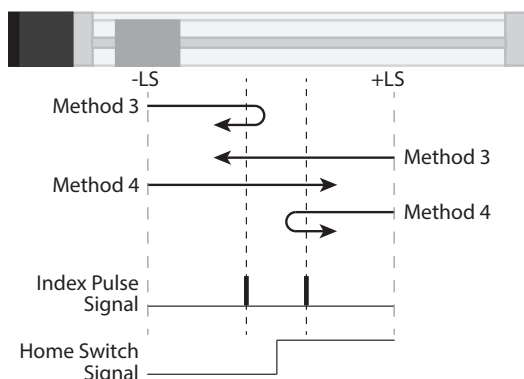 -LS
+LS
Method 3
Method 3
Method 4
Method 4
Index Pulse
Signal
Home Switch
Signal